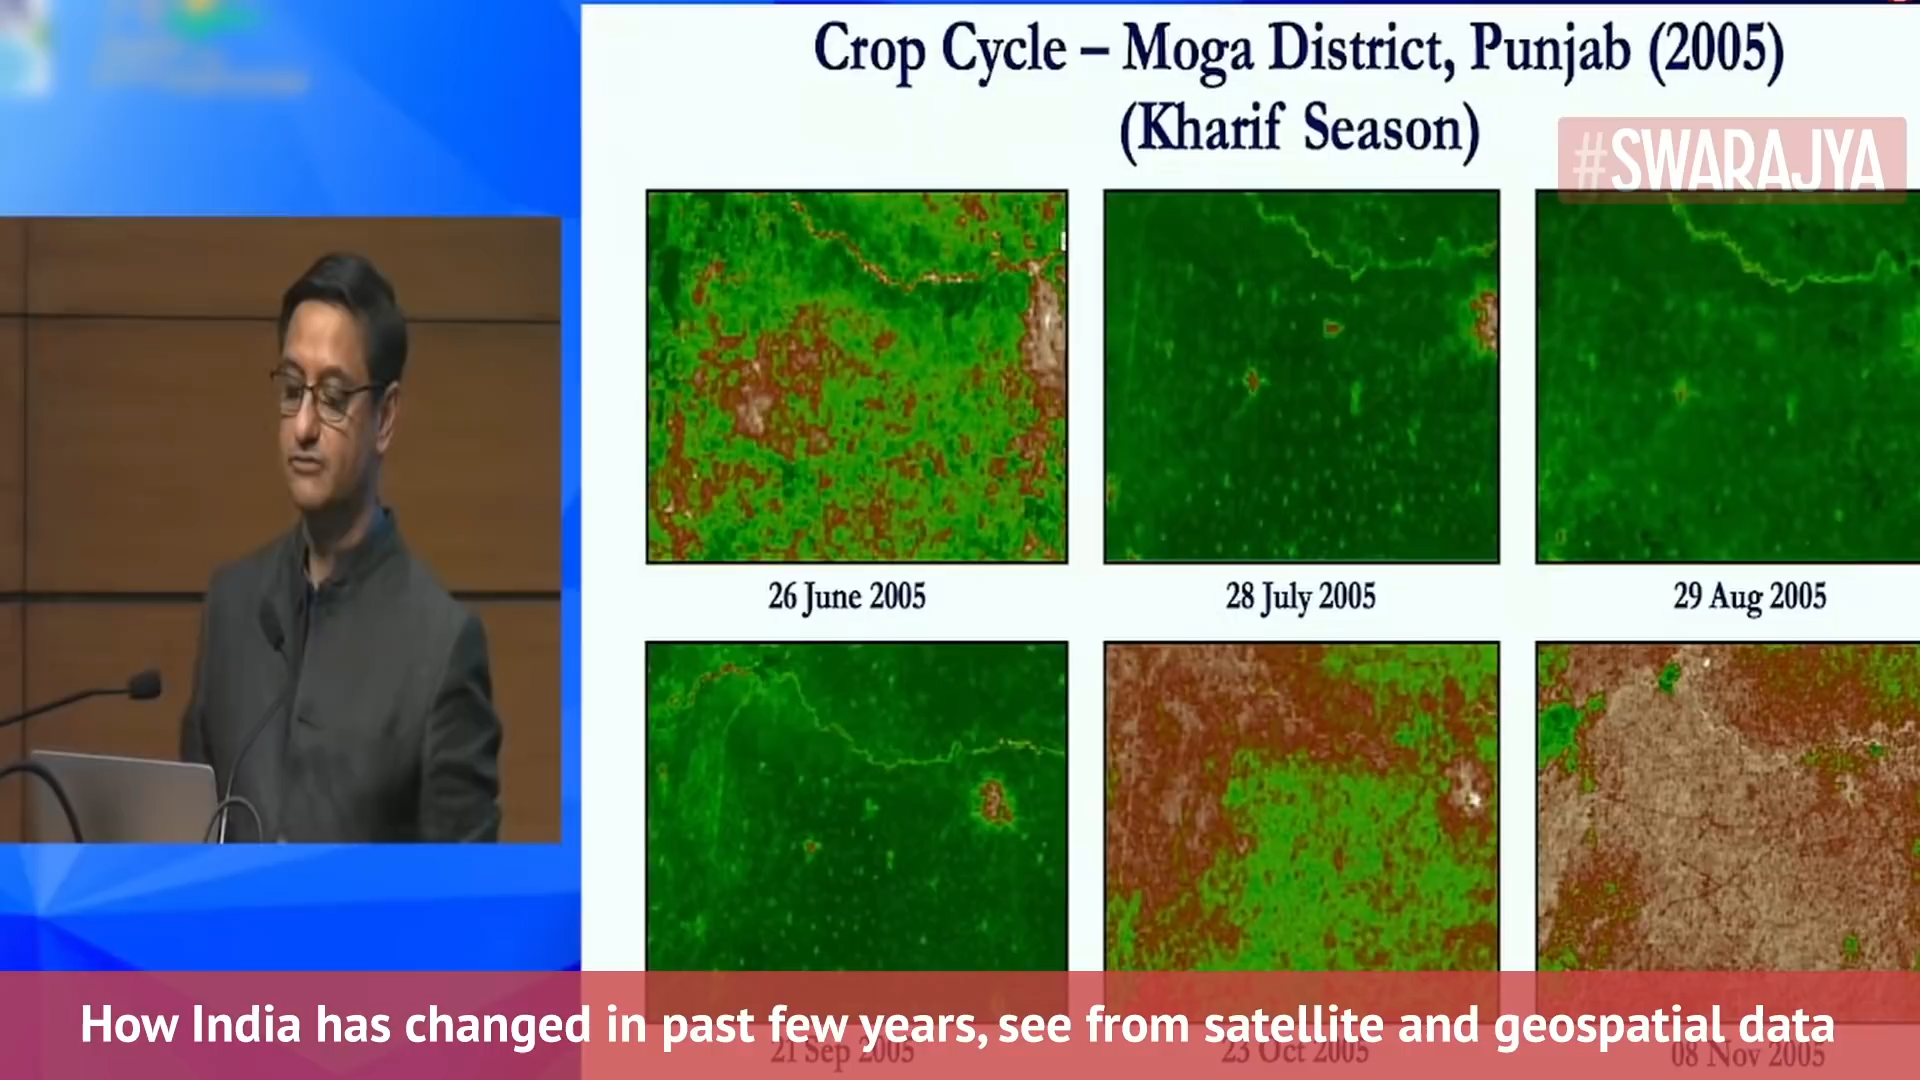 Crop Cycle – Moga District, Punjab (2005)
(Kharif Season)
#SWARAJYA
26 June 2005
28 July 2005
29 Aug 2005
How India has changed in past few years, see from satellite and geospatial data
21 Sep 2005
23 Oct 2005
08 Nov 2005